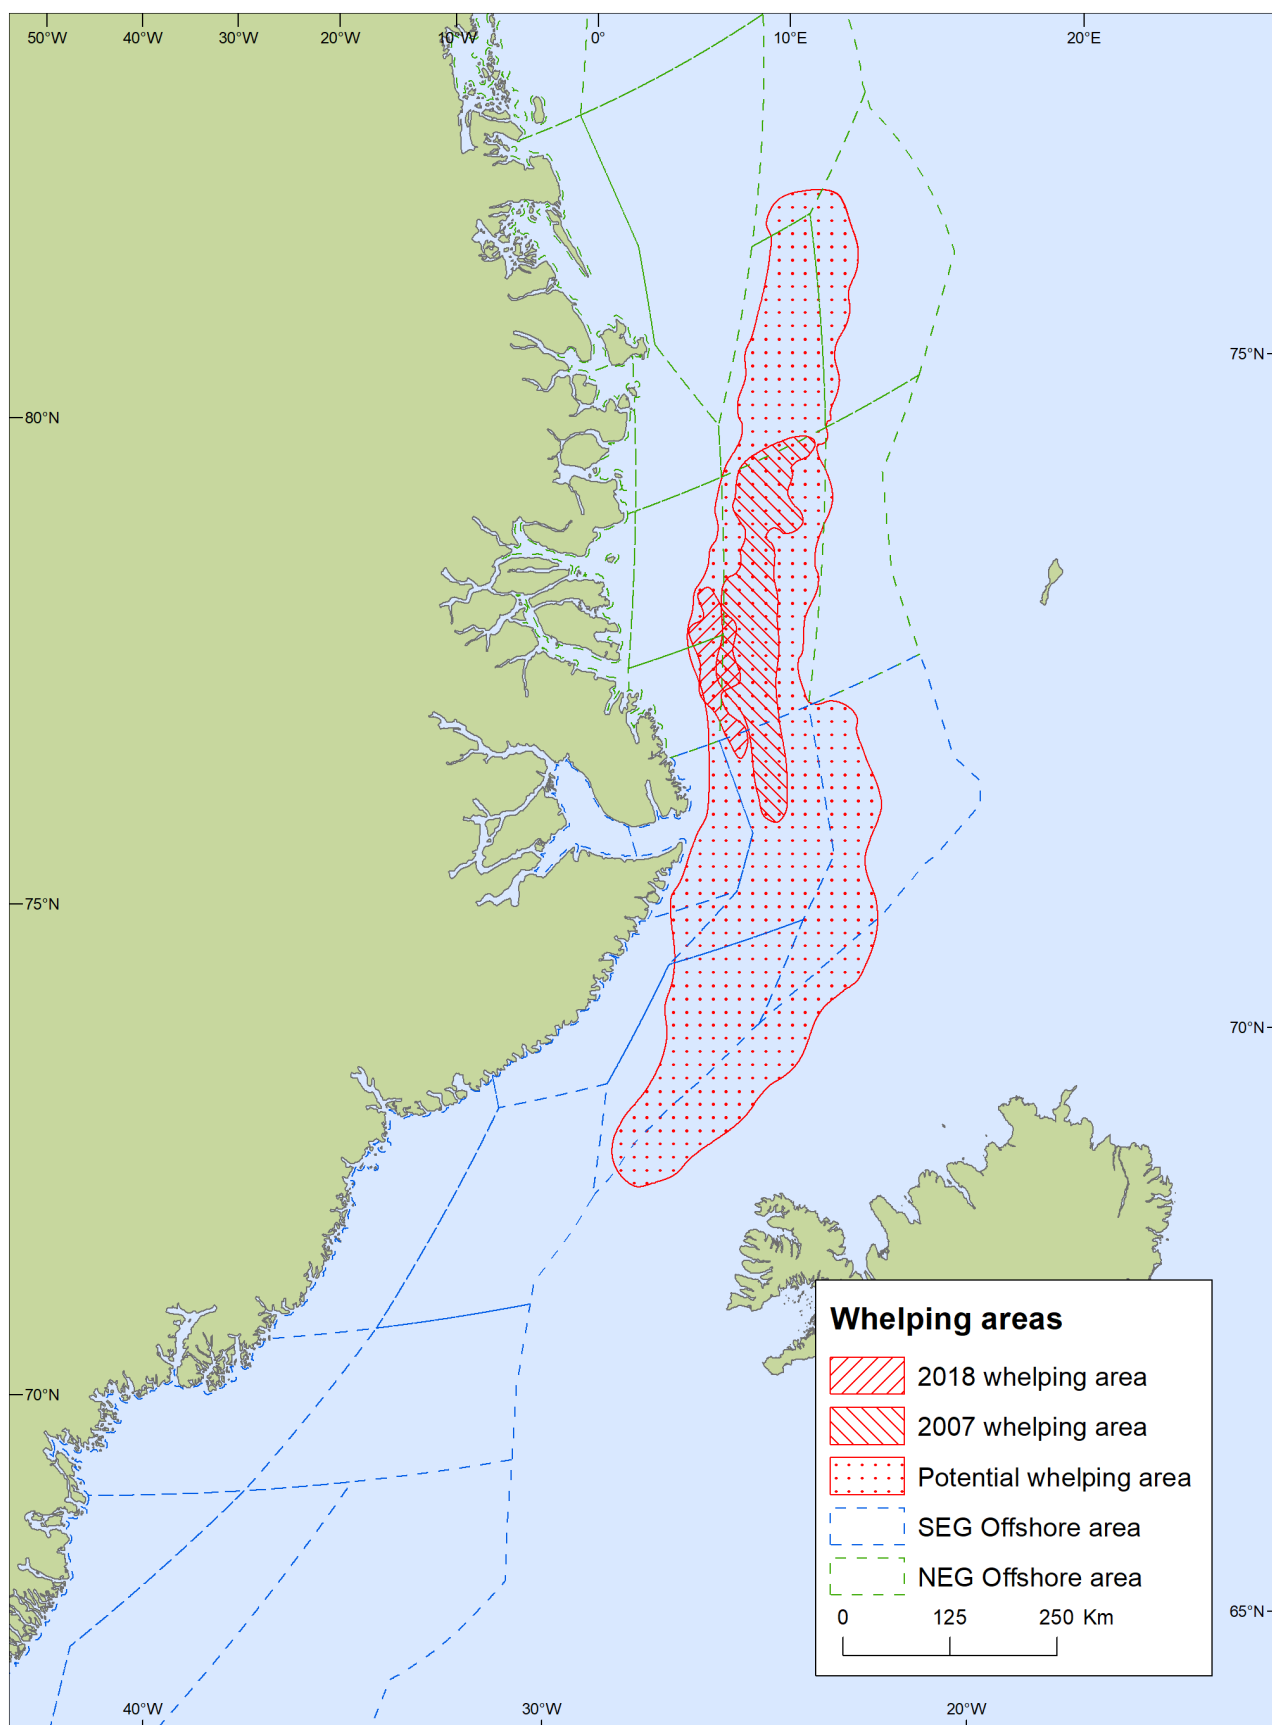 50°W 40°W 30°W 20°W 10°W 0° 10°E 20°E
75°N
80°N
75°N
70°N
Whelping areas
2018 whelping area
2007 whelping area
Potential whelping area
SEG Offshore area
NEG Offshore area
0 125 250 Km
70°N
65°N
40°W 30°W 20°W